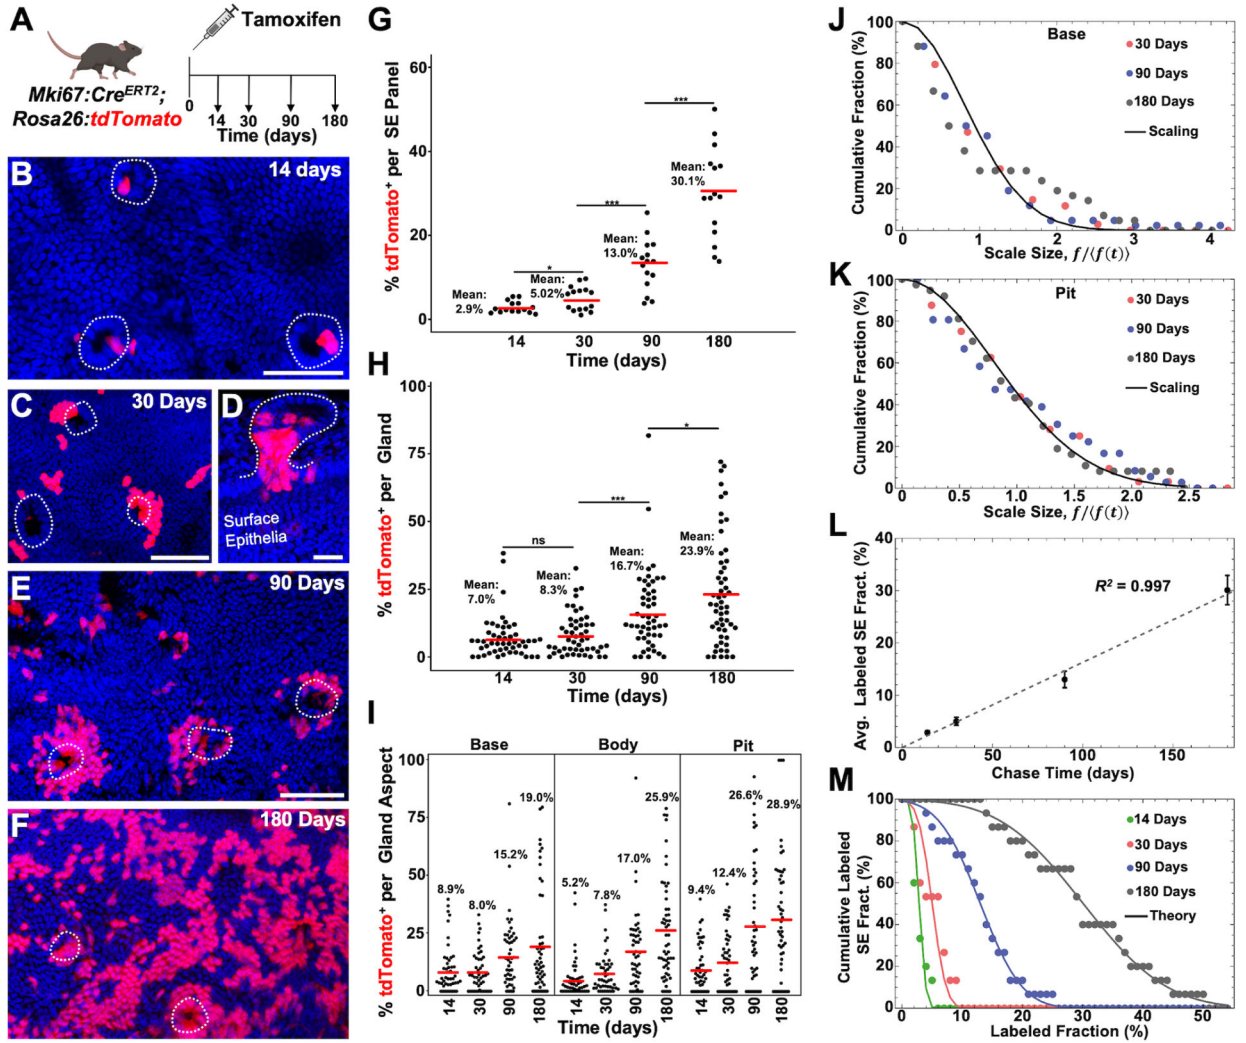 A
Tamoxifen
Mki67:CreERT2;
Rosa26:tdTomato
0
14 30 90 180
Time (days)
B
14 days
C
30 Days
D
Surface
Epithelia
E
90 Days
F
180 Days
G
% tdTomato+ per SE Panel
60
40
20
0
Mean:
2.9%
*
Mean:
5.02%
***
Mean:
13.0%
***
Mean:
30.1%
14 30 90 180
Time (days)
H
% tdTomato+ per Gland
100
75
50
25
0
Mean:
7.0%
ns
Mean:
8.3%
***
Mean:
16.7%
*
Mean:
23.9%
14 30 90 180
Time (days)
I
Base Body Pit
% tdTomato+ per Gland Aspect
100
75
50
25
0
8.9% 8.0% 15.2% 19.0%
5.2% 7.8% 17.0% 25.9%
9.4% 12.4% 26.6% 28.9%
14 30 90 180 14 30 90 180 14 30 90 180
Time (days)
J
Base
Cumulative Fraction (%)
100
80
60
40
20
0
30 Days
90 Days
180 Days
Scaling
0 1 2 3 4
Scale Size, f/⟨f(t)⟩
K
Pit
Cumulative Fraction (%)
100
80
60
40
20
0
30 Days
90 Days
180 Days
Scaling
0 0.5 1.0 1.5 2.0 2.5
Scale Size, f/⟨f(t)⟩
L
Avg. Labeled SE Fract. (%)
40
30
20
10
0
R2 = 0.997
50 100 150
Chase Time (days)
M
Cumulative Labeled
SE Fract. (%)
100
80
60
40
20
0
14 Days
30 Days
90 Days
180 Days
Theory
0 10 20 30 40 50
Labeled Fraction (%)